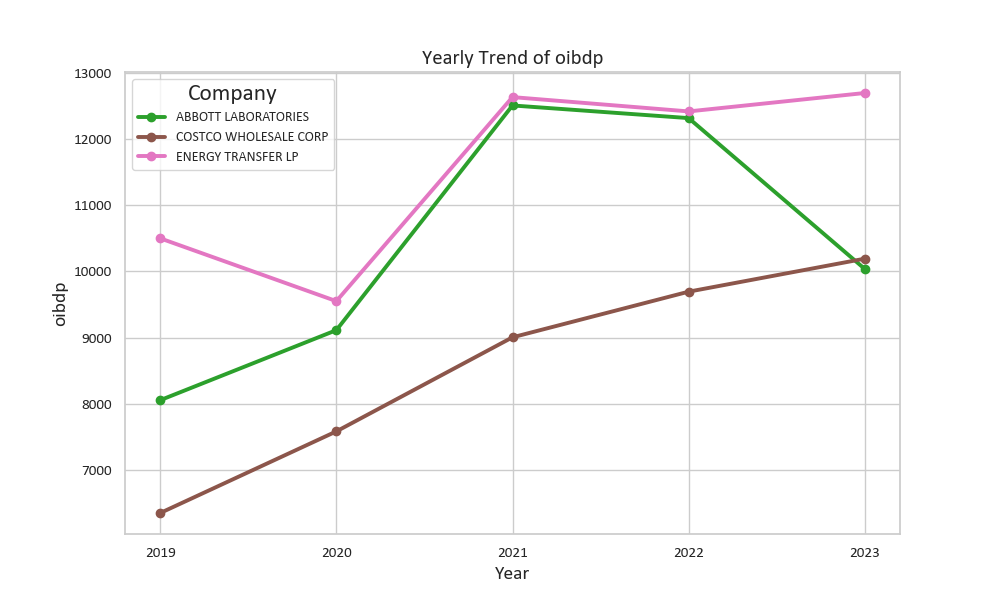 Yearly Trend of oibdp
13000
12000
11000
10000
9000
8000
7000
oibdp
Company
ABBOTT LABORATORIES
COSTCO WHOLESALE CORP
ENERGY TRANSFER LP
2019 2020 2021 2022 2023
Year